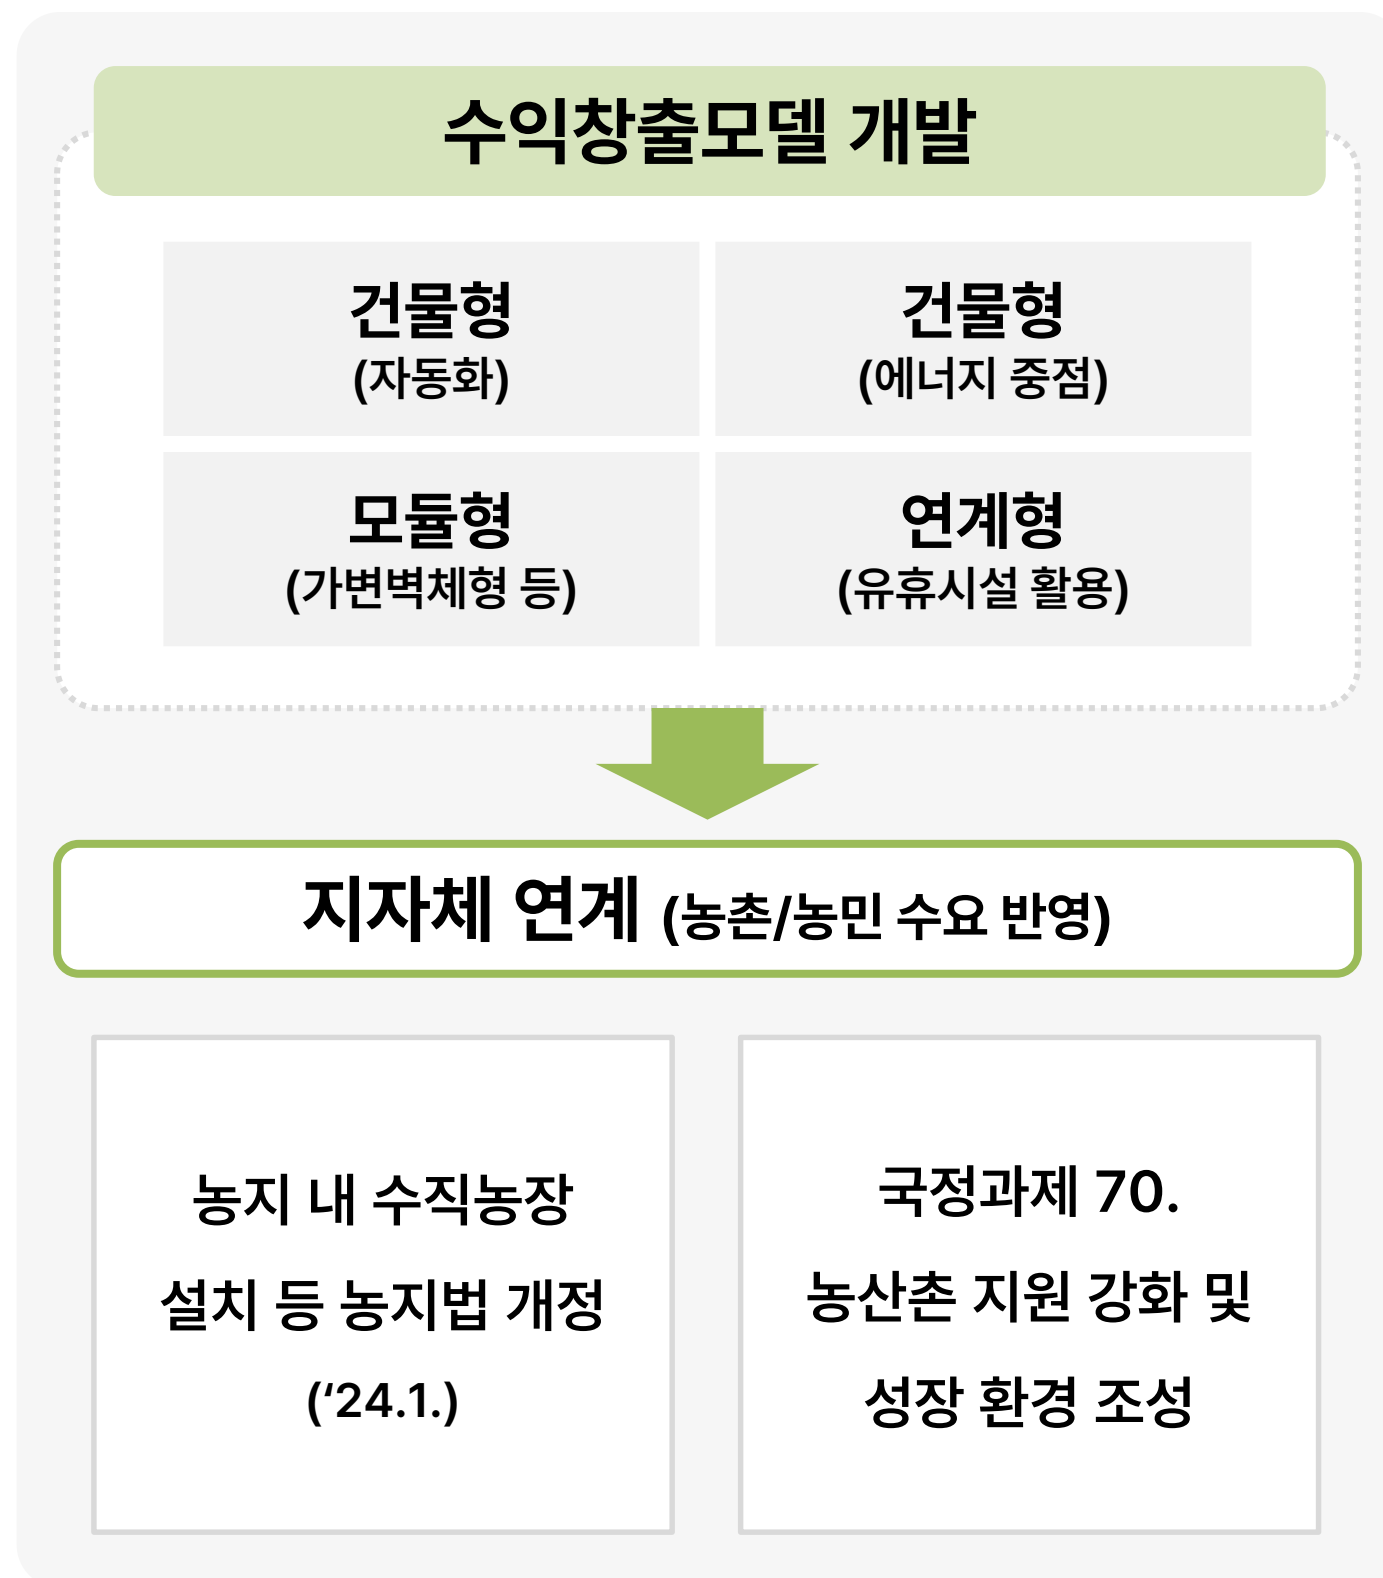 수익창출모델 개발
건물형
(자동화)
건물형
(에너지 중점)
모듈형
(가변벽체형 등)
연계형
(유휴시설 활용)
지자체 연계 (농촌/농민 수요 반영)
농지 내 수직농장
설치 등 농지법 개정
(‘24.1.)
국정과제 70.
농산촌 지원 강화 및
성장 환경 조성